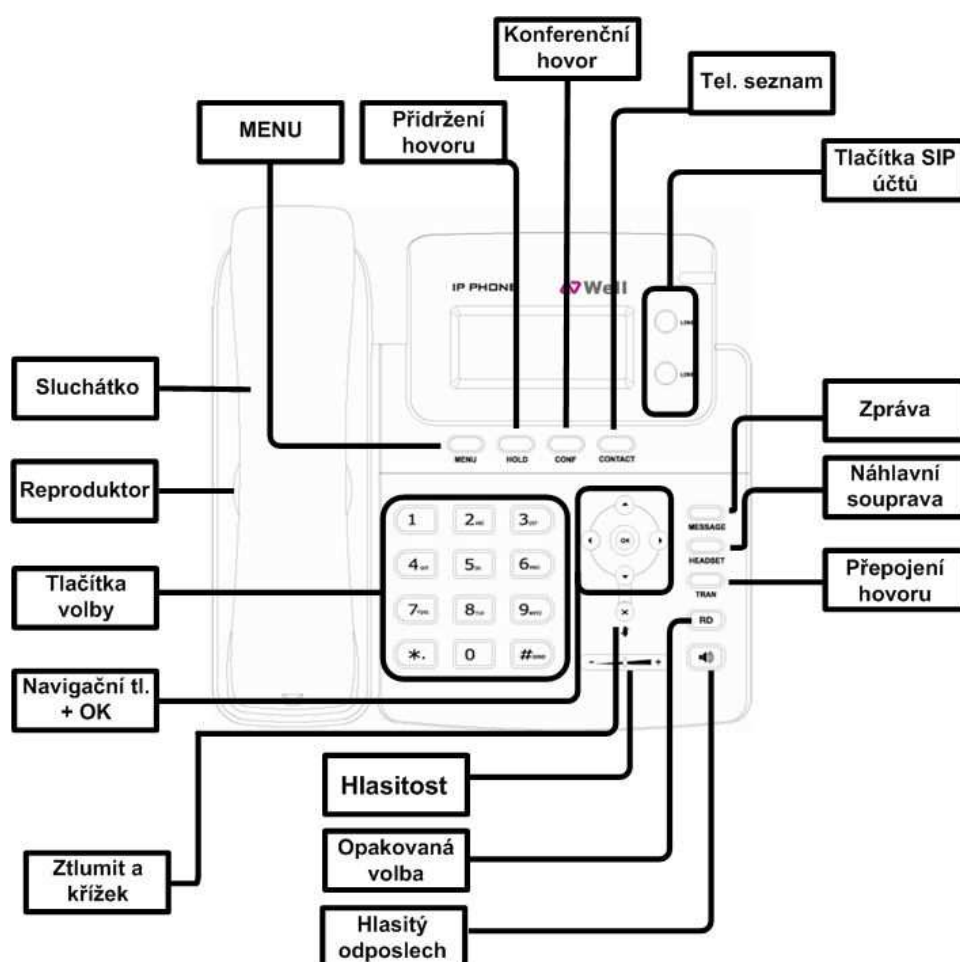 Konferenční
hovor
Tel. seznam
MENU
Přidržení
hovoru
Tlačítka SIP
účtů
IP PHONE
Well
Sluchátko
Zpráva
MENU
HOLD
CONF
CONTACT
Reproduktor
Náhlavní
souprava
1
2
3
MESSAGE
OK
HEADSET
4
5
6
Tlačítka
volby
Přepojení
hovoru
TRAN
7
8
9
RD
*.
0
#
- +
Navigační tl.
+ OK
Hlasitost
Opakovaná
volba
Ztlumit a
křížek
Hlasitý
odposlech